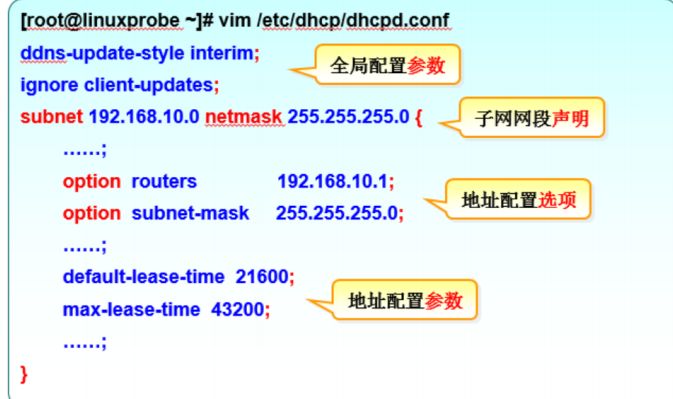 [root@linuxprobe ~]# vim /etc/dhcp/dhcpd.conf
ddns-update-style interim;
全局配置参数
ignore client-updates;
subnet 192.168.10.0 netmask 255.255.255.0 {
子网网段声明
……;
option routers 192.168.10.1;
地址配置选项
option subnet-mask 255.255.255.0;
……;
default-lease-time 21600;
地址配置参数
max-lease-time 43200;
……;
}